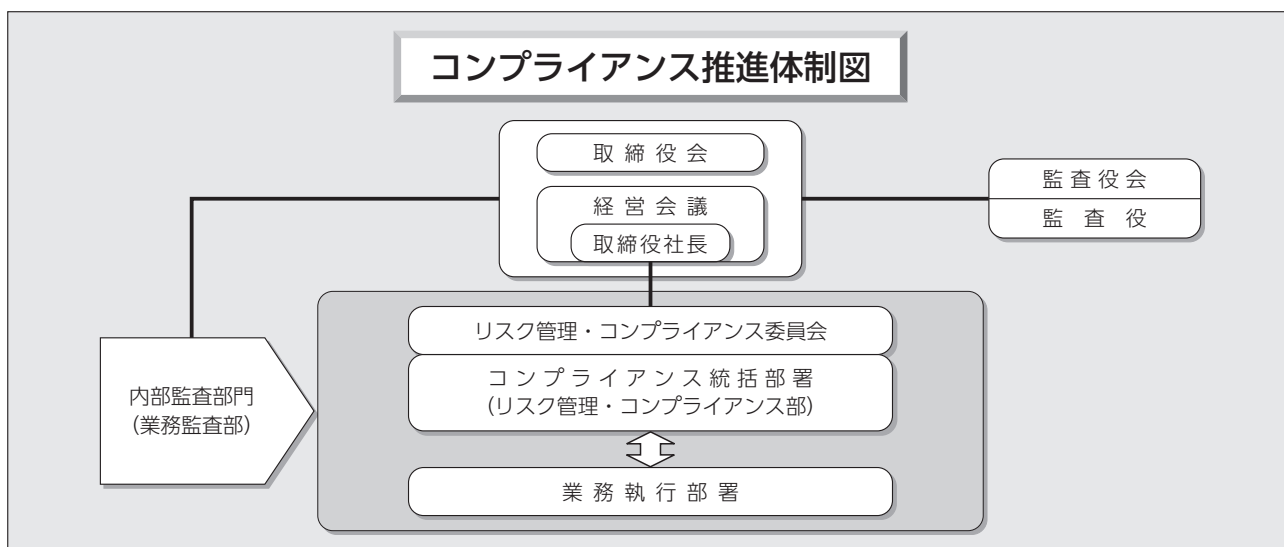 コンプライアンス推進体制図
取締役会
経営会議
取締役社長
監査役会
監査役
リスク管理・コンプライアンス委員会
コンプライアンス統括部署
(リスク管理・コンプライアンス部)
内部監査部門
(業務監査部)
業務執行部署